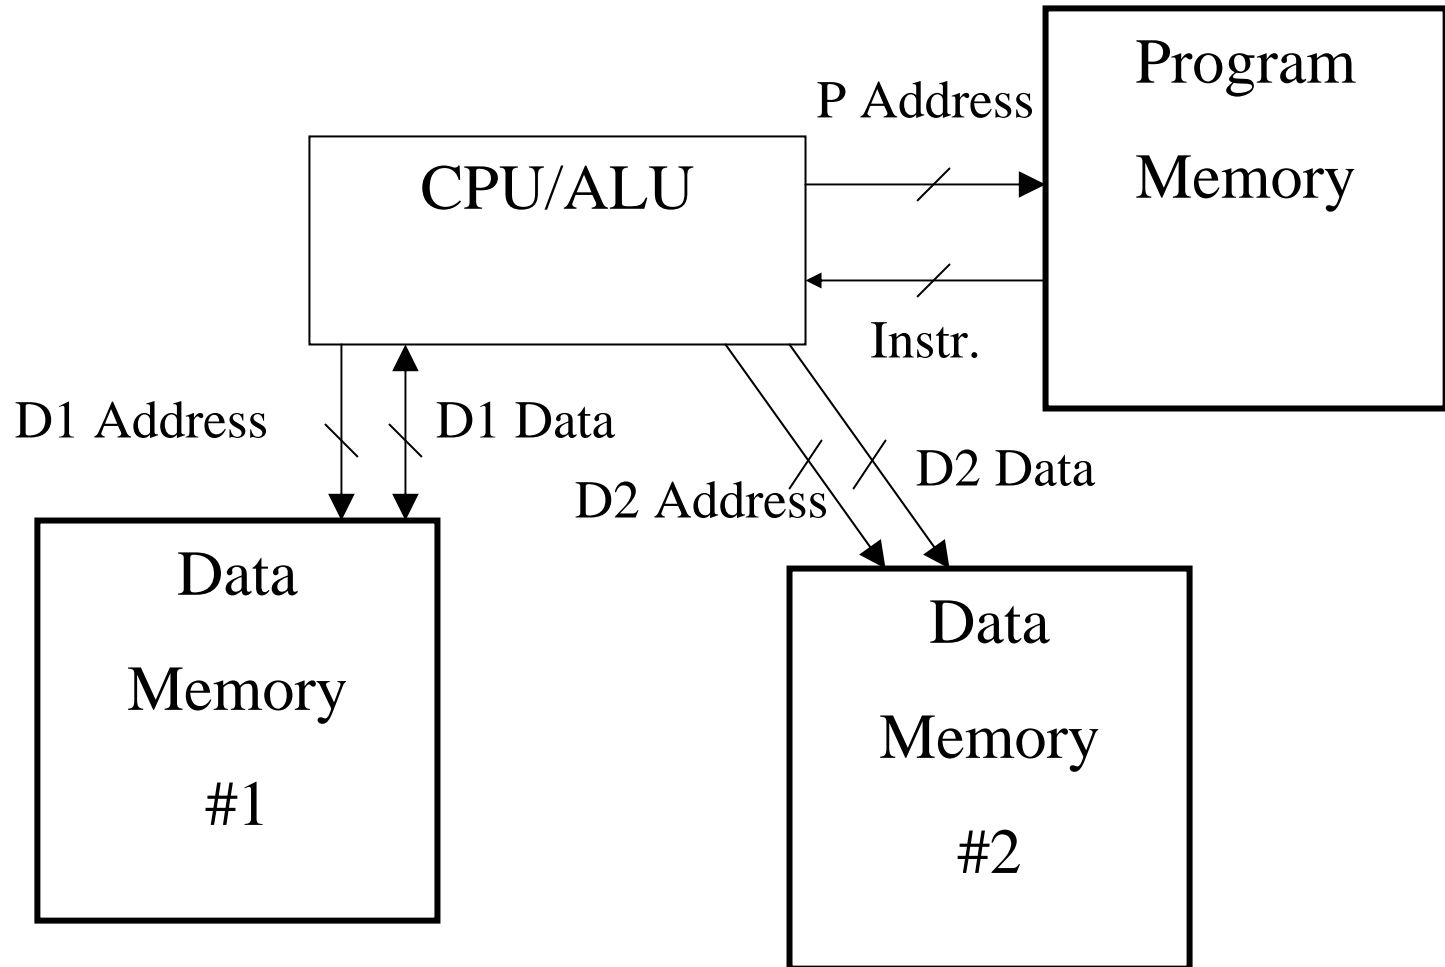 Program
Memory
P Address
CPU/ALU
Instr.
D1 Address
D1 Data
D2 Data
D2 Address
Data
Memory
#1
Data
Memory
#2